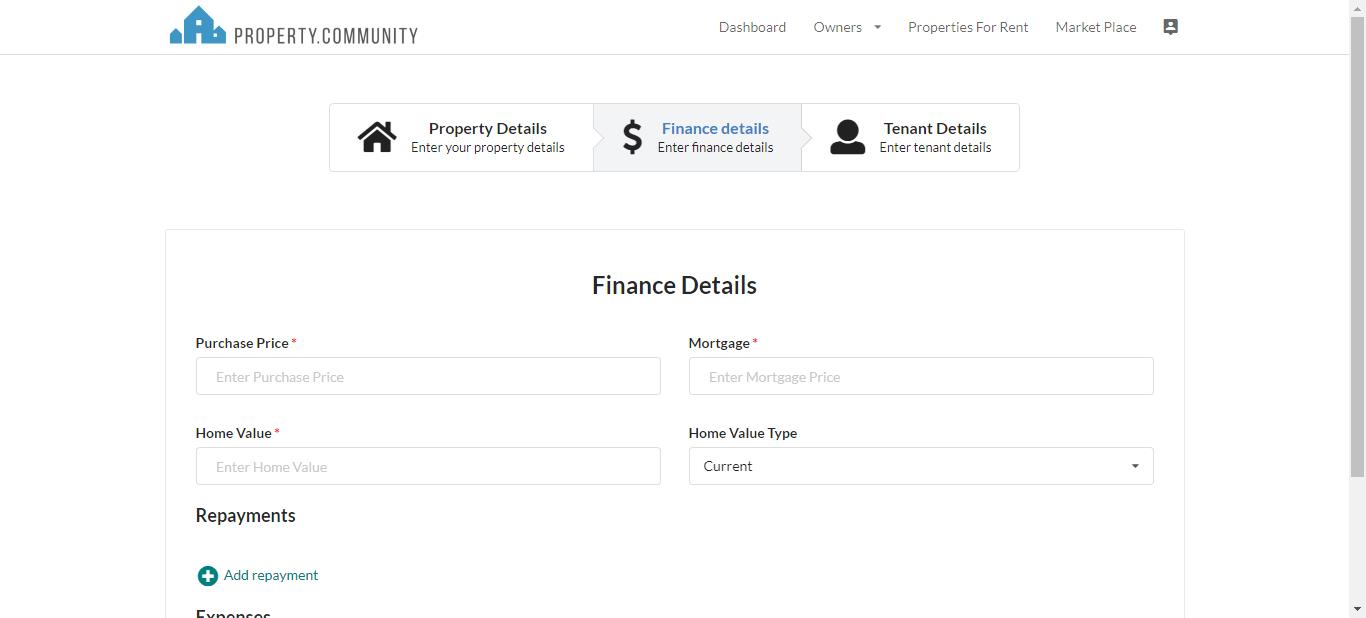 PROPERTY.COMMUNITY
Dashboard Owners Properties For Rent Market Place
Property Details
Enter your property details
Finance details
Enter finance details
Tenant Details
Enter tenant details
Finance Details
Purchase Price *
Enter Purchase Price
Mortgage *
Enter Mortgage Price
Home Value *
Enter Home Value
Home Value Type
Current
Repayments
Add repayment
Expenses